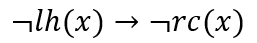 ¬lh(x) → ¬rc(x)